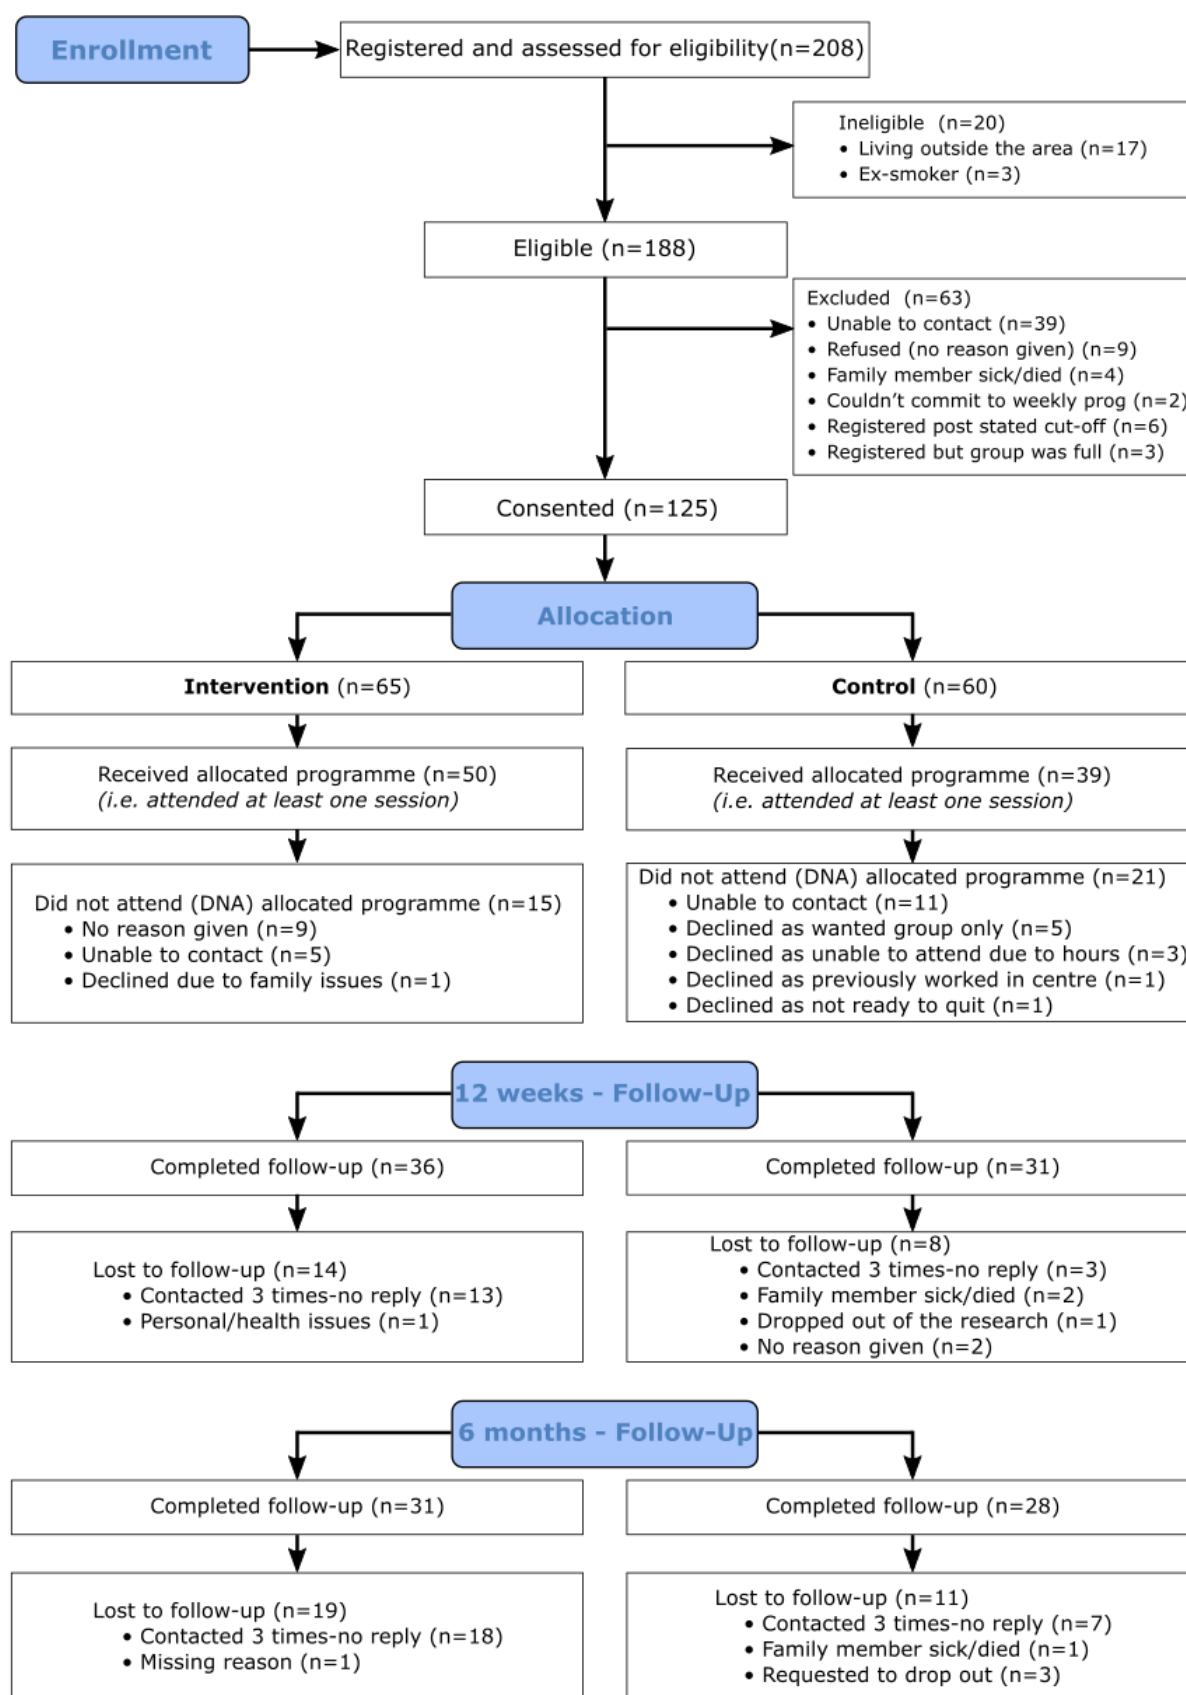 Enrollment
Registered and assessed for eligibility(n=208)
Ineligible (n=20)
• Living outside the area (n=17)
• Ex-smoker (n=3)
Eligible (n=188)
Excluded (n=63)
• Unable to contact (n=39)
• Refused (no reason given) (n=9)
• Family member sick/died (n=4)
• Couldn't commit to weekly prog (n=2)
• Registered post stated cut-off (n=6)
• Registered but group was full (n=3)
Consented (n=125)
Allocation
Intervention (n=65)
Control (n=60)
Received allocated programme (n=50)
(i.e. attended at least one session)
Received allocated programme (n=39)
(i.e. attended at least one session)
Did not attend (DNA) allocated programme (n=15)
• No reason given (n=9)
• Unable to contact (n=5)
• Declined due to family issues (n=1)
Did not attend (DNA) allocated programme (n=21)
• Unable to contact (n=11)
• Declined as wanted group only (n=5)
• Declined as unable to attend due to hours (n=3)
• Declined as previously worked in centre (n=1)
• Declined as not ready to quit (n=1)
12 weeks - Follow-Up
Completed follow-up (n=36)
Completed follow-up (n=31)
Lost to follow-up (n=14)
• Contacted 3 times-no reply (n=13)
• Personal/health issues (n=1)
Lost to follow-up (n=8)
• Contacted 3 times-no reply (n=3)
• Family member sick/died (n=2)
• Dropped out of the research (n=1)
• No reason given (n=2)
6 months - Follow-Up
Completed follow-up (n=31)
Completed follow-up (n=28)
Lost to follow-up (n=19)
• Contacted 3 times-no reply (n=18)
• Missing reason (n=1)
Lost to follow-up (n=11)
• Contacted 3 times-no reply (n=7)
• Family member sick/died (n=1)
• Requested to drop out (n=3)